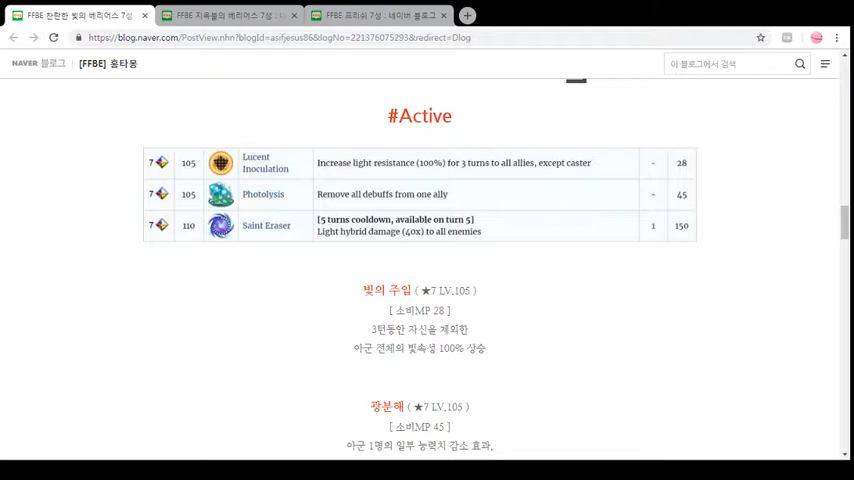 FFBE 찬란한 빛의 베리어스 7성
FFBE 지옥불의 베리어스 7성 : 네
FFBE 프리쉬 7성 : 네이버 블로그
https://blog.naver.com/PostView.nhn?blogId=asifjesus86&logNo=221376075293&redirect=Dlog
NAVER 블로그 [FFBE] 홀타몽
이 블로그에서 검색
#Active
7 105 Lucent Inoculation Increase light resistance (100%) for 3 turns to all allies, except caster - 28
7 105 Photolysis Remove all debuffs from one ally - 45
7 110 Saint Eraser [5 turns cooldown, available on turn 5]
Light hybrid damage (40x) to all enemies 1 150
빛의 주입 ( ★7 LV.105 )
[ 소비MP 28 ]
3턴동안 자신을 제외한
아군 전체의 빛속성 100% 상승
광분해 ( ★7 LV.105 )
[ 소비MP 45 ]
아군 1명의 일부 능력치 감소 효과,